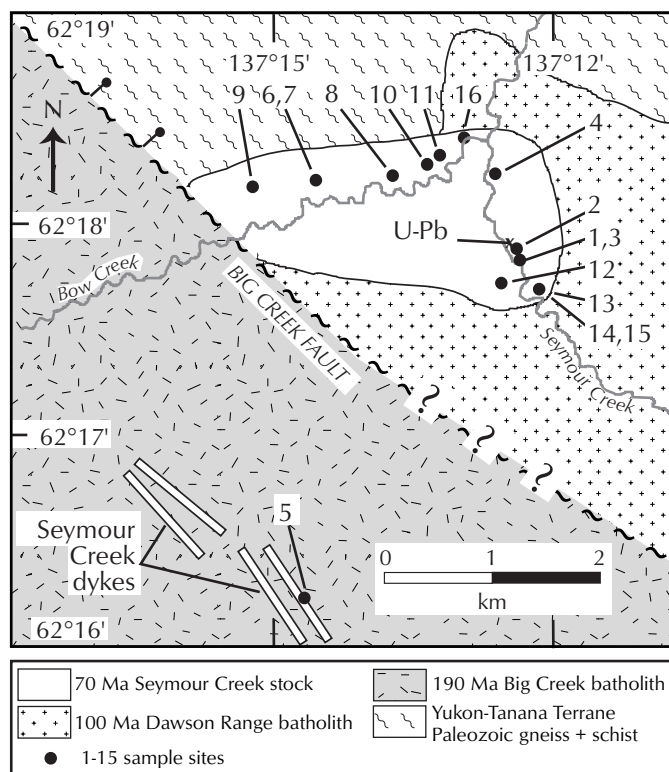 62°19'
137°15'
137°12'
9
6,7
8
10
11
16
4
N
62°18'
U-Pb
2
1,3
12
13
14,15
Bow Creek
BIG CREEK FAULT
Seymour Creek
?
?
?
62°17'
Seymour
Creek
dykes
5
0
1
2
km
62°16'
70 Ma Seymour Creek stock
190 Ma Big Creek batholith
100 Ma Dawson Range batholith
Yukon-Tanana Terrane
Paleozoic gneiss + schist
1-15 sample sites